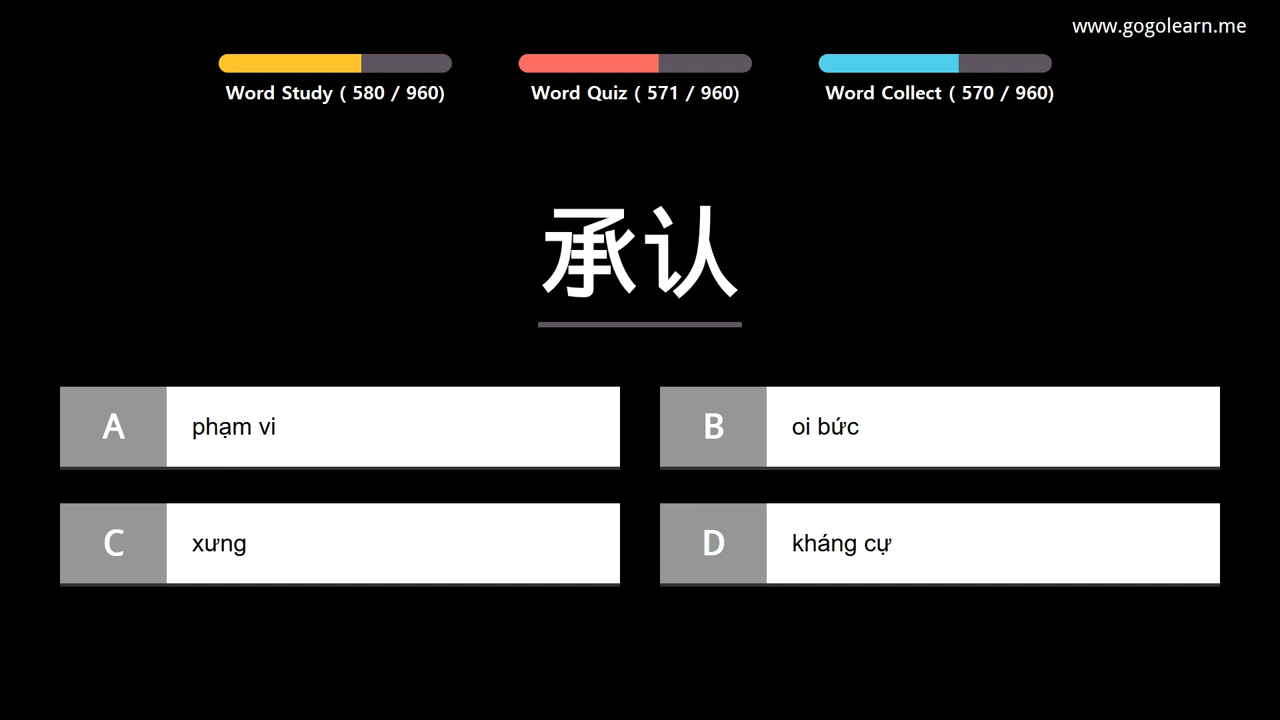 www.gogolearn.me
Word Study ( 580 / 960)
Word Quiz ( 571 / 960)
Word Collect ( 570 / 960)
承认
A phạm vi
B oi bức
C xưng
D kháng cự